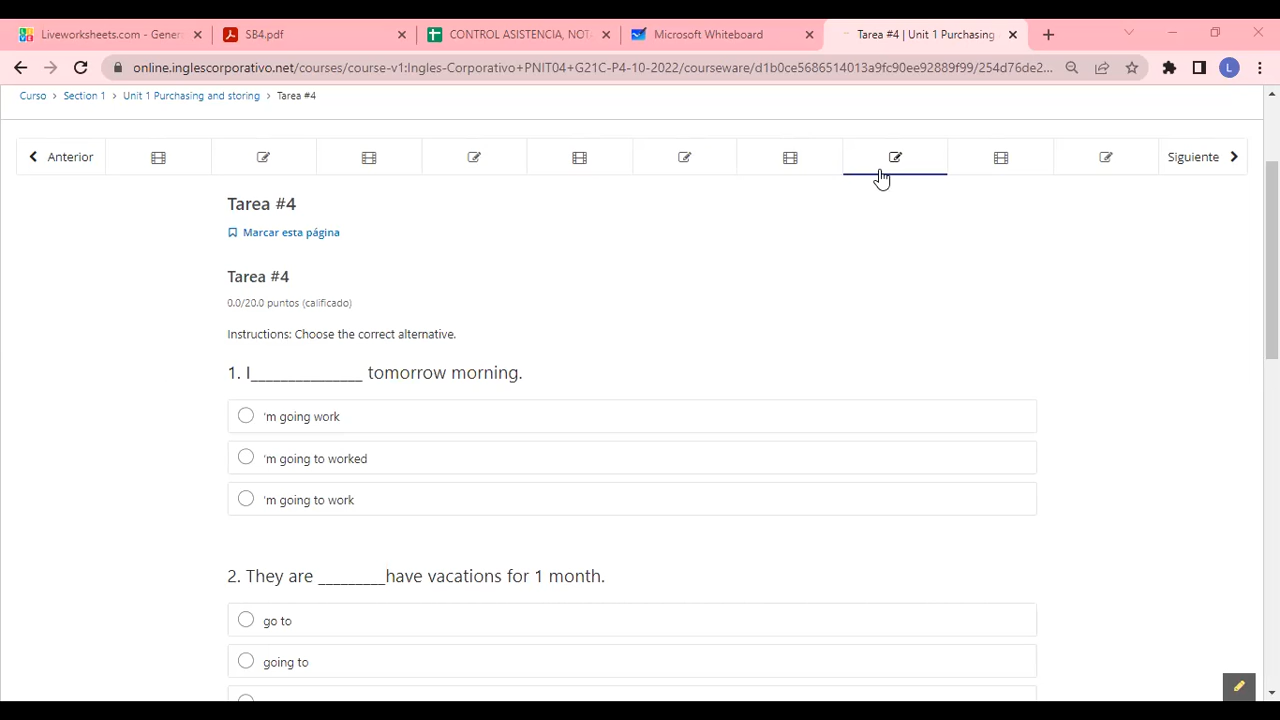 Liveworksheets.com - Gener
SB4.pdf
CONTROL ASISTENCIA, NOT
Microsoft Whiteboard
Tarea #4 | Unit 1 Purchasing
online.inglescorporativo.net/courses/course-v1:Ingles-Corporativo+PNIT04+G21C-P4-10-2022/courseware/d1b0ce5686514013a9fc90ee92889f99/254d76de2...
L
Curso > Section 1 > Unit 1 Purchasing and storing > Tarea #4
Anterior
Siguiente
Tarea #4
Marcar esta página
Tarea #4
0.0/20.0 puntos (calificado)
Instructions: Choose the correct alternative.
1. I_______________ tomorrow morning.
'm going work
'm going to worked
'm going to work
2. They are _________have vacations for 1 month.
go to
going to